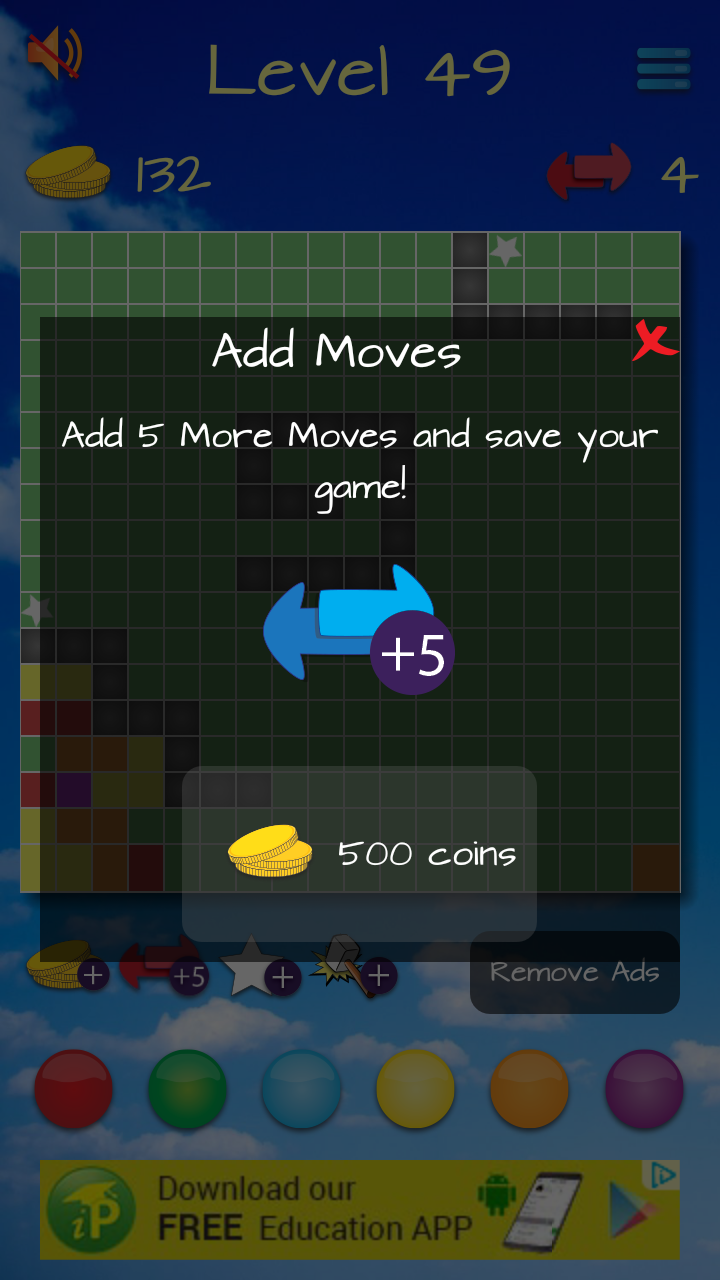 Level 49
132
4
Add Moves
Add 5 More Moves and save your
game!
+5
500 coins
+
+5
+
+
Remove Ads
iP
Download our
FREE Education APP